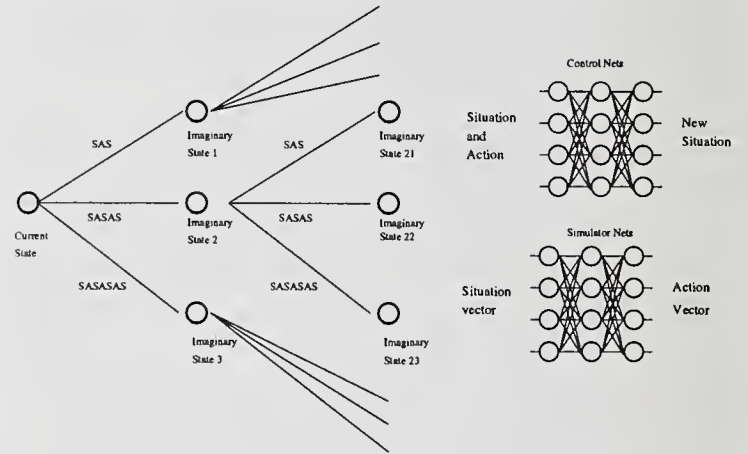 SAS
SASAS
SASASAS
Current
State
Imaginary
State 1
Imaginary
State 2
Imaginary
State 3
SAS
SASAS
SASASAS
Imaginary
State 21
Imaginary
State 22
Imaginary
State 23
Control Nets
Situation
and
Action
New
Situation
Simulator Nets
Situation
vector
Action
Vector